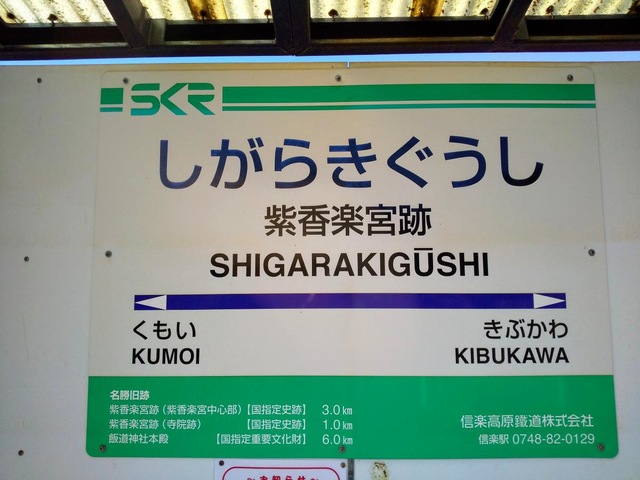 SKR
しがらきぐうし
紫香楽宮跡
SHIGARAKIGŪSHI
くもい きぶかわ
KUMOI KIBUKAWA
名勝旧跡
紫香楽宮跡(紫香楽宮中心部)【国指定史跡】 3.0㎞
紫香楽宮跡(寺院跡) 【国指定史跡】 1.0㎞
飯道神社本殿 【国指定重要文化財】 6.0㎞
信楽高原鐵道株式会社
信楽駅 0748-82-0129
～お知らせ～